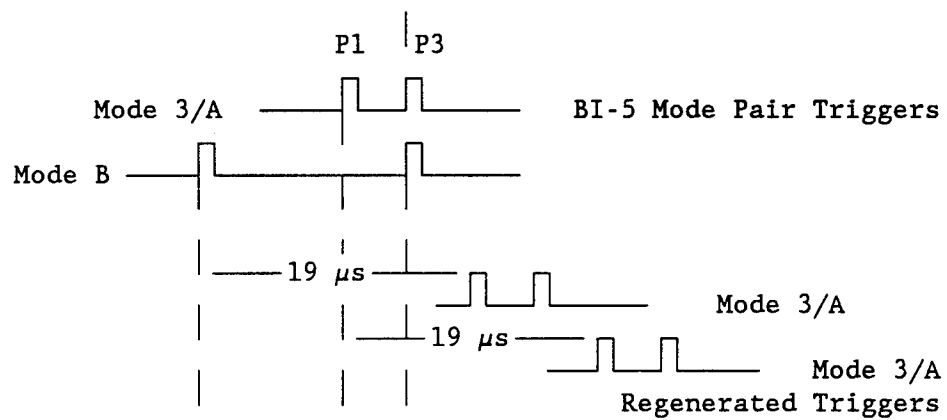 P1 P3
Mode 3/A BI-5 Mode Pair Triggers
Mode B
19 μs
Mode 3/A
19 μs
Mode 3/A
Regenerated Triggers